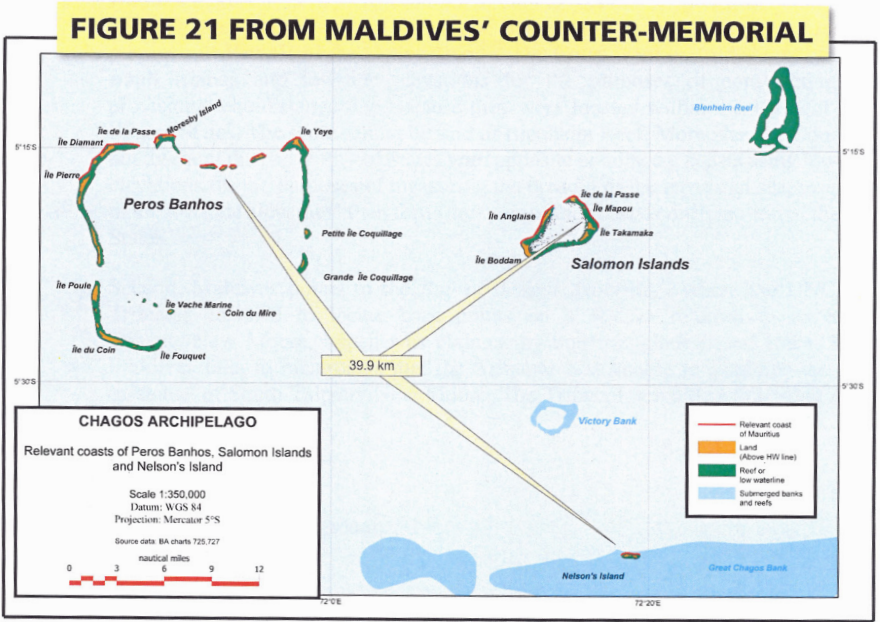 FIGURE 21 FROM MALDIVES' COUNTER-MEMORIAL
Blenheim Reef
Moresby Island
Île de la Passe
Île Yeye
Île Diamant
5°15'S
5°15'S
Île Pierre
Peros Banhos
Île de la Passe
Île Mapou
Île Anglaise
Île Takamaka
Petite Île Coquillage
Île Boddam
Salomon Islands
Grande Île Coquillage
Île Poule
Île Vache Marine
Coin du Mire
Île du Coin
Île Fouquet
39.9 km
5°30'S
5°30'S
CHAGOS ARCHIPELAGO
Relevant coasts of Peros Banhos, Salomon Islands
and Nelson's Island
Scale 1:350,000
Datum: WGS 84
Projection: Mercator 5°S
Source data: BA charts 725,727
nautical miles
0 3 6 9 12
Victory Bank
Relevant coast
of Mauritius
Land
(Above HW line)
Reef or
low waterline
Submerged banks
and reefs
Nelson's Island
Great Chagos Bank
72°0'E
72°20'E